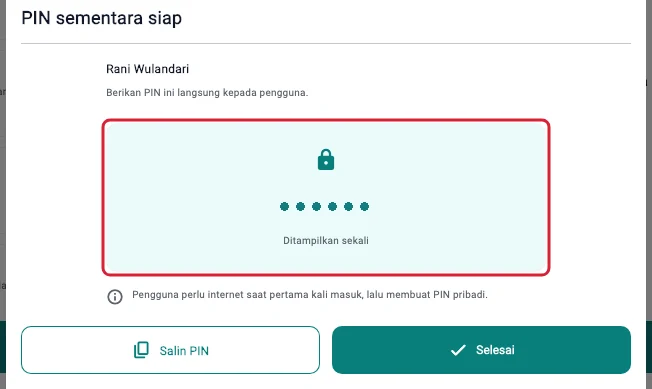 PIN sementara siap
Rani Wulandari
Berikan PIN ini langsung kepada pengguna.
Ditampilkan sekali
Pengguna perlu internet saat pertama kali masuk, lalu membuat PIN pribadi.
Salin PIN
Selesai